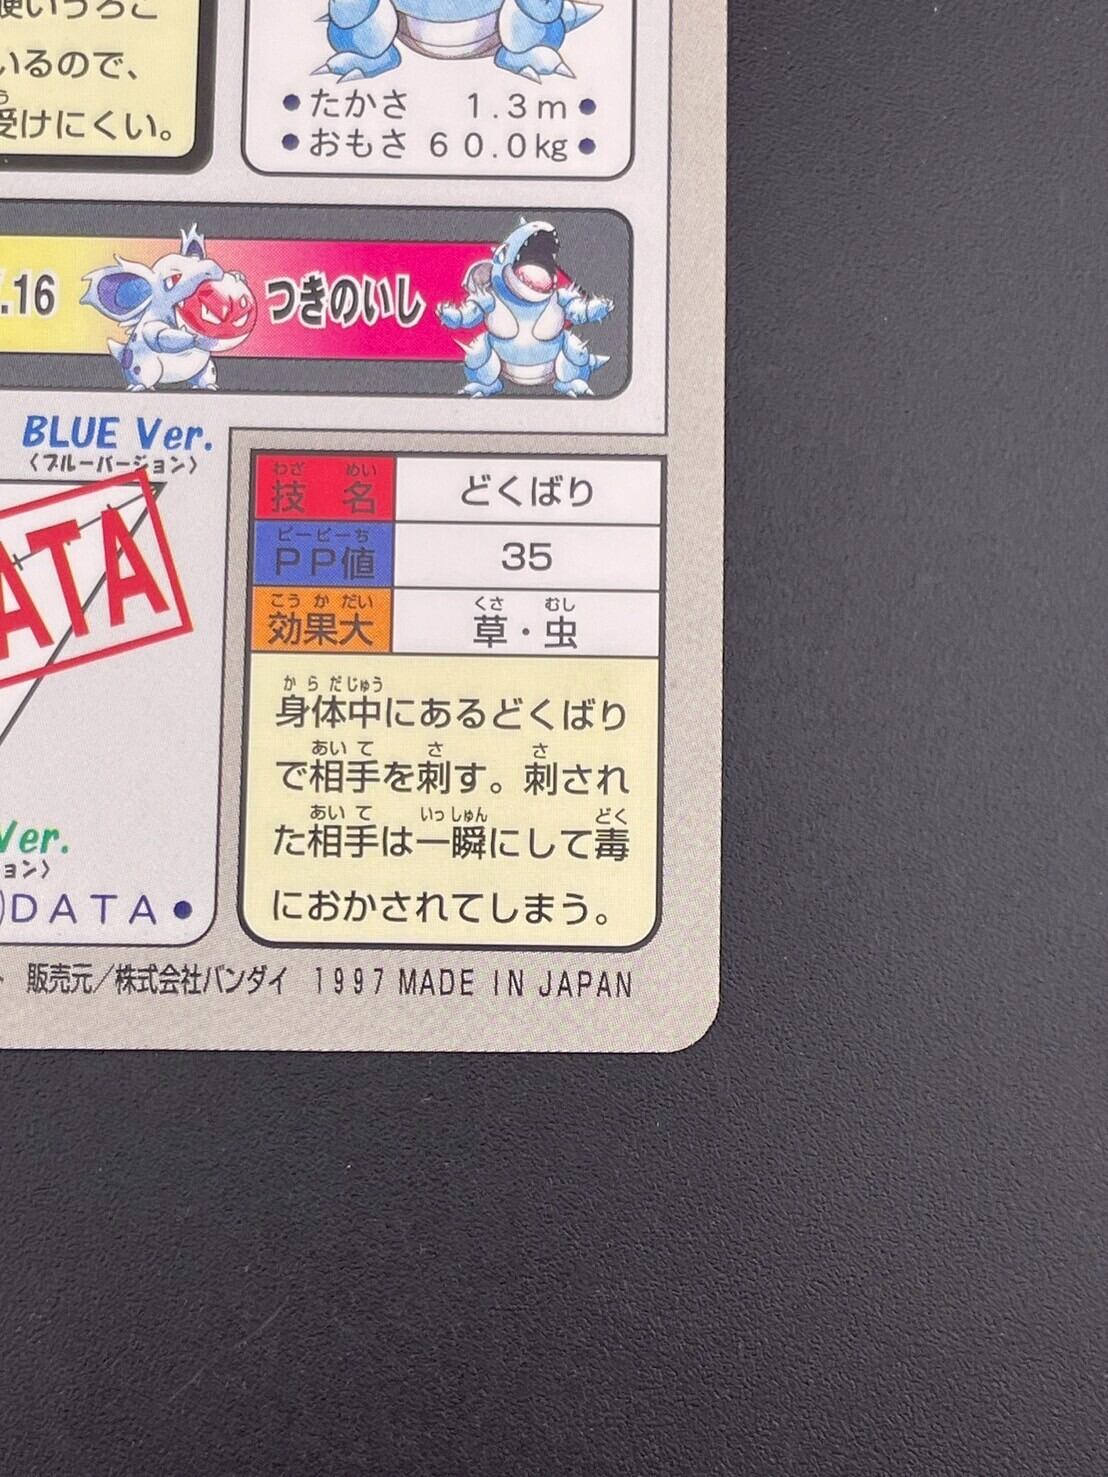 いるので、
受けにくい。
●たかさ 1.3m●
●おもさ 60.0kg●
.16
つきのいし
BLUE Ver.
〈ブルーバージョン〉
ATA
Ver.
ョン〉
)DATA●
わざ めい
技名 どくばり
ピーピーち
PP値 35
こうかだい くさ むし
効果大 草・虫
からだじゅう
身体中にあるどくばり
あいて さ さ
で相手を刺す。刺され
あいて いっしゅん どく
た相手は一瞬にして毒
におかされてしまう。
販売元/株式会社バンダイ 1997 MADE IN JAPAN